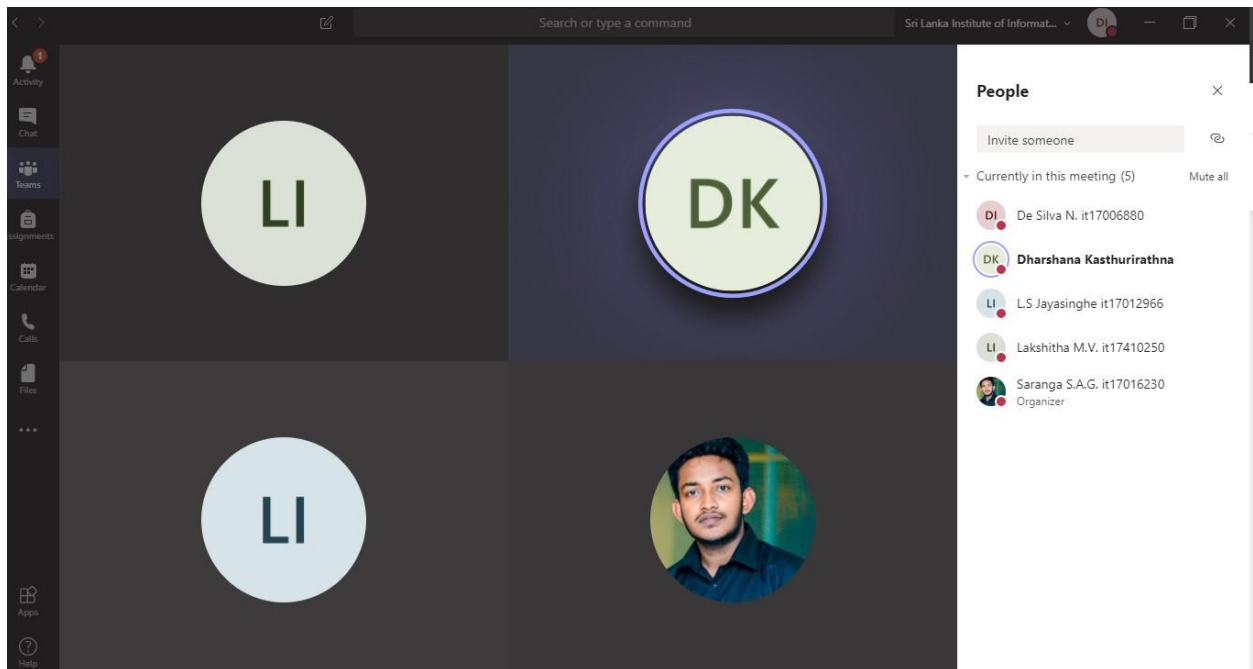 Search or type a command
Sri Lanka Institute of Informat...
DI
1
Activity
Chat
Teams
ssignments
Calendar
Calls
Files
Apps
Help
LI
DK
LI
People
Invite someone
Currently in this meeting (5)
Mute all
DI De Silva N. it17006880
DK Dharshana Kasthurirathna
LI L.S Jayasinghe it17012966
LI Lakshitha M.V. it17410250
Saranga S.A.G. it17016230
Organizer